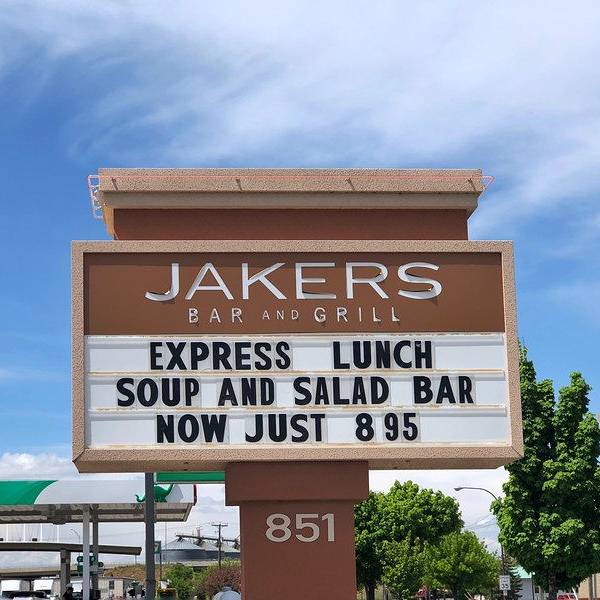 JAKERS
BAR AND GRILL
EXPRESS LUNCH
SOUP AND SALAD BAR
NOW JUST 8 95
851